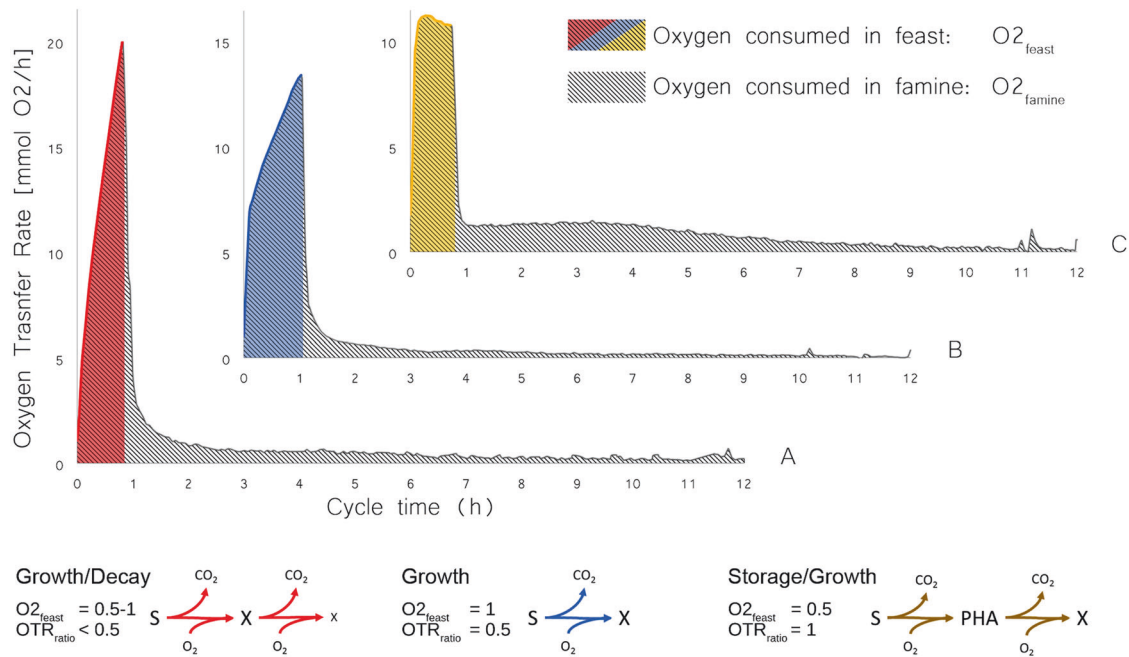 Oxygen Trasnfer Rate [mmol O2/h]
20
15
10
5
0
0 1 2 3 4 5 6 7 8 9 10 11 12
A
Cycle time (h)
15
10
5
0
0 1 2 3 4 5 6 7 8 9 10 11 12
B
10
5
0
0 1 2 3 4 5 6 7 8 9 10 11 12
C
Oxygen consumed in feast: O2feast
Oxygen consumed in famine: O2famine
Growth/Decay
O2feast = 0.5-1
OTRratio < 0.5
CO₂ CO₂
S X x
O₂ O₂
Growth
O2feast = 1
OTRratio = 0.5
CO₂
S X
O₂
Storage/Growth
O2feast = 0.5
OTRratio = 1
CO₂ CO₂
S PHA X
O₂ O₂